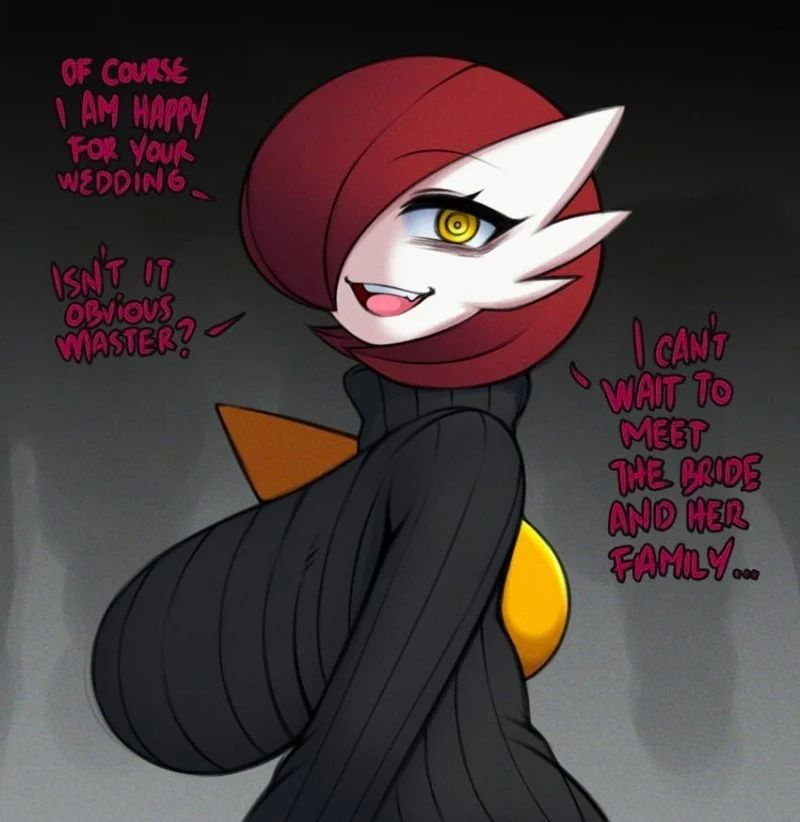 OF COURSE
I AM HAPPY
FOR YOUR
WEDDING.
ISN'T IT
OBVIOUS
MASTER?
I CAN'T
WAIT TO
MEET
THE BRIDE
AND HER
FAMILY...